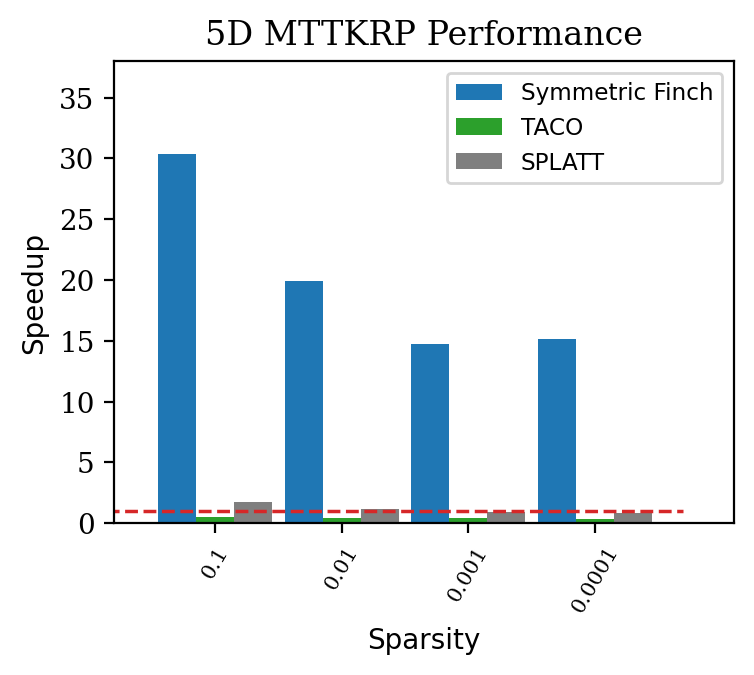 5D MTTKRP Performance
Symmetric Finch
TACO
SPLATT
35
30
25
20
15
10
5
0
Speedup
0.1
0.01
0.001
0.0001
Sparsity